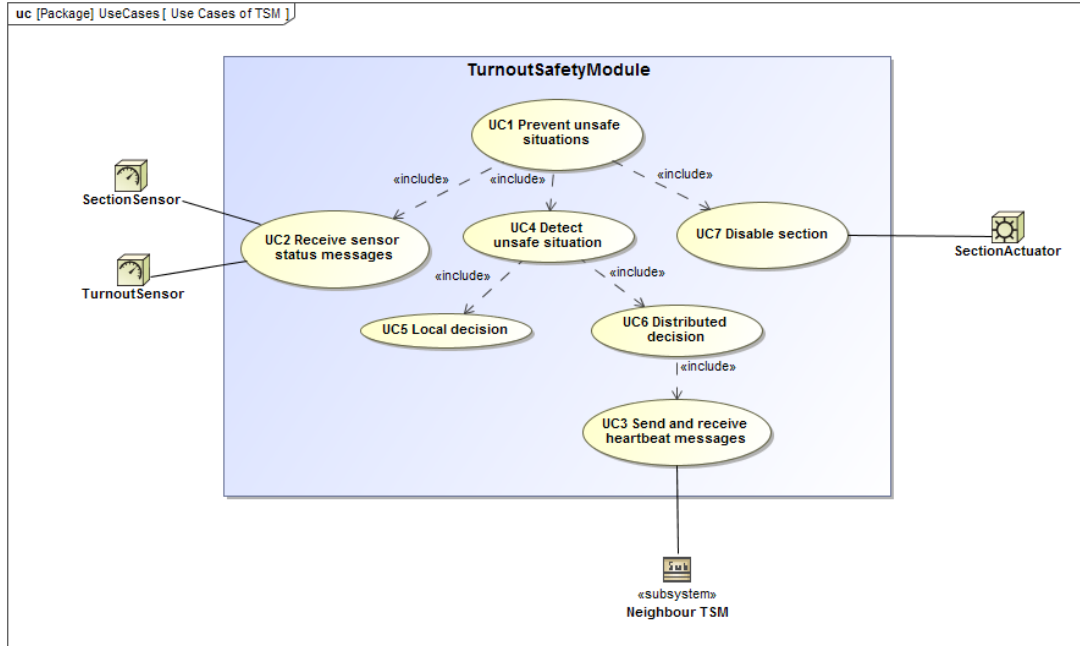 uc [Package] UseCases [ Use Cases of TSM ]
TurnoutSafetyModule
UC1 Prevent unsafe
situations
«include»
«include»
«include»
SectionSensor
UC2 Receive sensor
status messages
UC4 Detect
unsafe situation
UC7 Disable section
SectionActuator
TurnoutSensor
«include»
«include»
UC5 Local decision
UC6 Distributed
decision
«include»
UC3 Send and receive
heartbeat messages
«subsystem»
Neighbour TSM